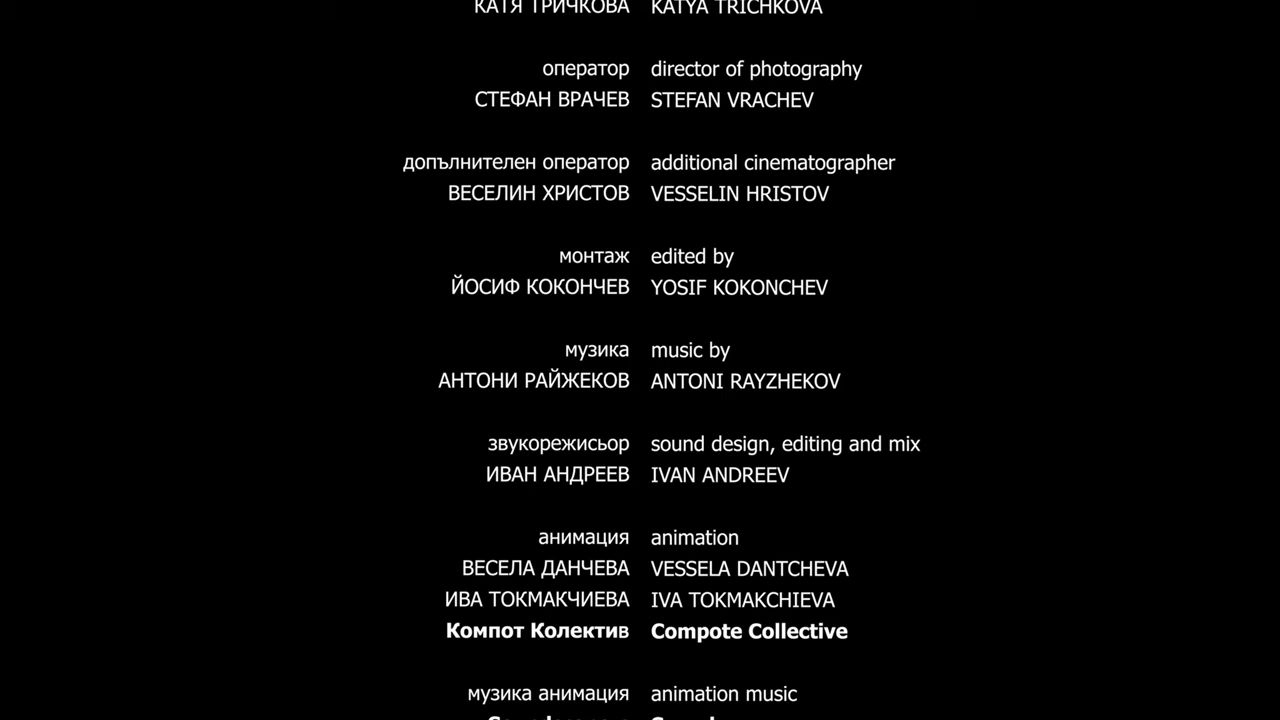 КАТЯ ТРИЧКОВА KATYA TRICHKOVA
оператор director of photography
СТЕФАН ВРАЧЕВ STEFAN VRACHEV
допълнителен оператор additional cinematographer
ВЕСЕЛИН ХРИСТОВ VESSELIN HRISTOV
монтаж edited by
ЙОСИФ КОКОНЧЕВ YOSIF KOKONCHEV
музика music by
АНТОНИ РАЙЖЕКОВ ANTONI RAYZHEKOV
звукорежисьор sound design, editing and mix
ИВАН АНДРЕЕВ IVAN ANDREEV
анимация animation
ВЕСЕЛА ДАНЧЕВА VESSELA DANTCHEVA
ИВА ТОКМАКЧИЕВА IVA TOKMAKCHIEVA
Компот Колектив Compote Collective
музика анимация animation music